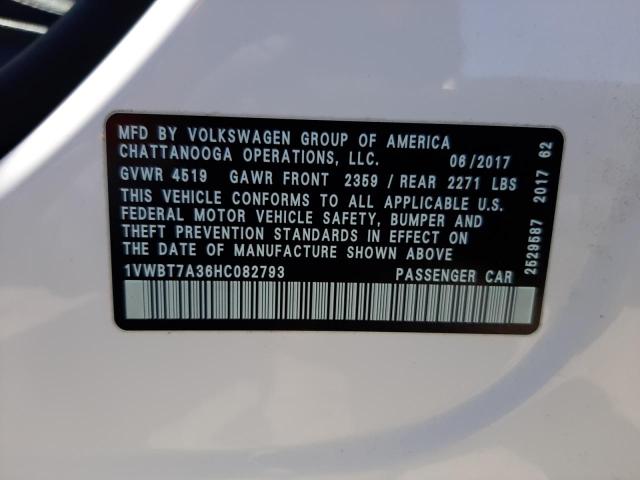 MFD BY VOLKSWAGEN GROUP OF AMERICA
CHATTANOOGA OPERATIONS, LLC. 06/2017
GVWR 4519 GAWR FRONT 2359 / REAR 2271 LBS
THIS VEHICLE CONFORMS TO ALL APPLICABLE U.S.
FEDERAL MOTOR VEHICLE SAFETY, BUMPER AND
THEFT PREVENTION STANDARDS IN EFFECT ON
THE DATE OF MANUFACTURE SHOWN ABOVE
1VWBT7A36HC082793 PASSENGER CAR
2529587 2017 62